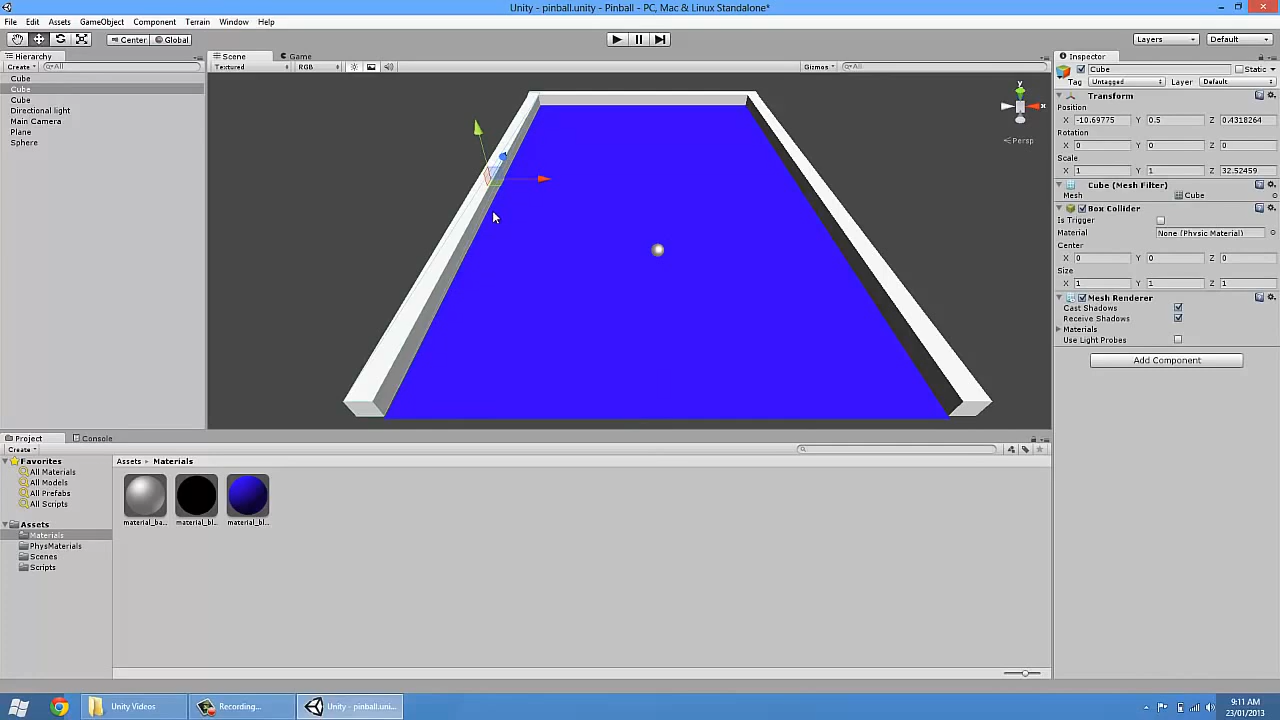 Unity - pinball.unity - Pinball - PC, Mac & Linux Standalone*
File Edit Assets GameObject Component Terrain Window Help
Center Global Layers Default
Hierarchy
Create All
Cube
Cube
Cube
Directional light
Main Camera
Plane
Sphere
Scene Game
Textured RGB Gizmos All
y
x
Persp
Inspector
Cube Static
Tag Untagged Layer Default
Transform
Position
X -10.69775 Y 0.5 Z 0.4318264
Rotation
X 0 Y 0 Z 0
Scale
X 1 Y 1 Z 32.52459
Cube (Mesh Filter)
Mesh Cube
Box Collider
Is Trigger
Material None (Physic Material)
Center
X 0 Y 0 Z 0
Size
X 1 Y 1 Z 1
Mesh Renderer
Cast Shadows
Receive Shadows
Materials
Use Light Probes
Add Component
Project Console
Create
Favorites
All Materials
All Models
All Prefabs
All Scripts
Assets
Materials
PhysMaterials
Scenes
Scripts
Assets Materials
material_ba... material_bl... material_bl...
Unity Videos Recording... Unity - pinball.uni...
9:11 AM
23/01/2013